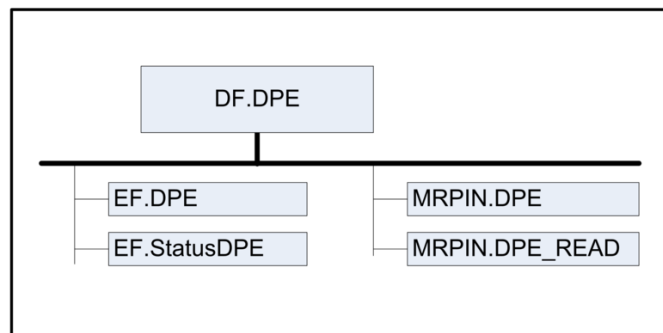 DF.DPE
EF.DPE
EF.StatusDPE
MRPIN.DPE
MRPIN.DPE_READ